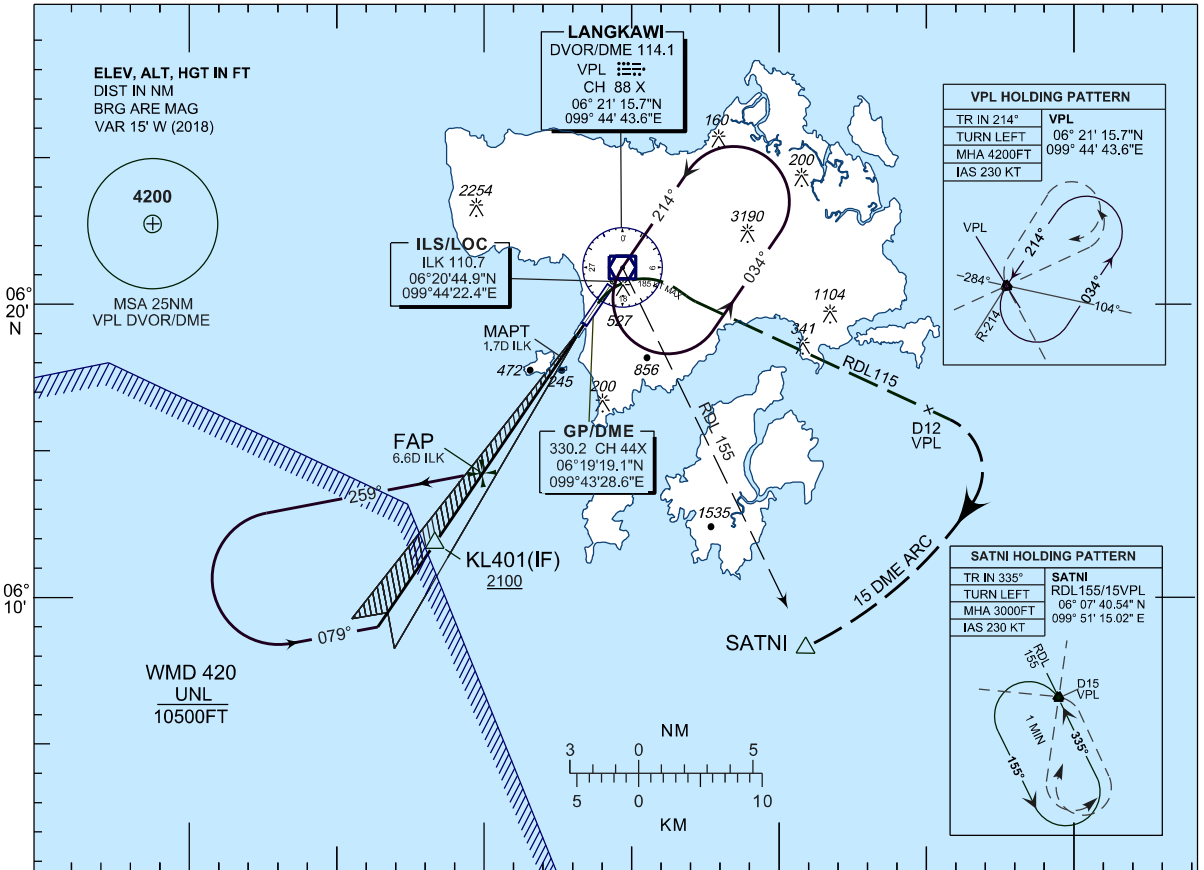 ELEV, ALT, HGT IN FT
DIST IN NM
BRG ARE MAG
VAR 15' W (2018)
4200
MSA 25NM
VPL DVOR/DME
LANGKAWI
DVOR/DME 114.1
VPL
CH 88 X
06° 21' 15.7"N
099° 44' 43.6"E
VPL HOLDING PATTERN
TR IN 214°
TURN LEFT
MHA 4200FT
IAS 230 KT
VPL
06° 21' 15.7"N
099° 44' 43.6"E
VPL
214°
284°
104°
034°
R-214
160
200
2254
3190
214°
034°
ILS/LOC
ILK 110.7
06°20'44.9"N
099°44'22.4"E
0
9
18
27
185 KT MAX
527
1104
341
06°
20'
N
MAPT
1.7D ILK
472
245
856
200
RDL115
D12
VPL
RDL 155
GP/DME
330.2 CH 44X
06°19'19.1"N
099°43'28.6"E
FAP
6.6D ILK
259°
1535
KL401(IF)
2100
15 DME ARC
SATNI
06°
10'
079°
WMD 420
UNL
10500FT
SATNI HOLDING PATTERN
TR IN 335°
TURN LEFT
MHA 3000FT
IAS 230 KT
SATNI
RDL155/15VPL
06° 07' 40.54" N
099° 51' 15.02" E
RDL
155
D15
VPL
1 MIN
335°
155°
NM
3 0 5
5 0 10
KM